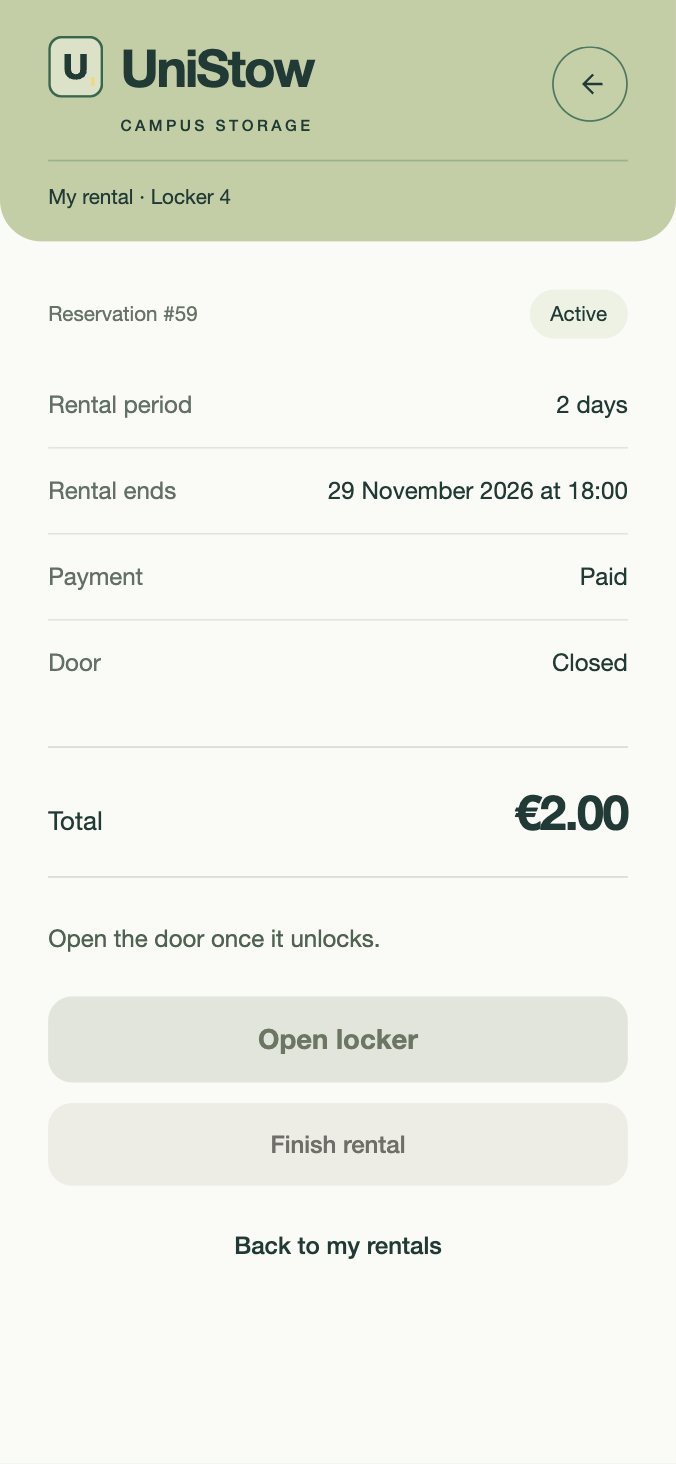 U UniStow
CAMPUS STORAGE
My rental · Locker 4
Reservation #59 Active
Rental period 2 days
Rental ends 29 November 2026 at 18:00
Payment Paid
Door Closed
Total €2.00
Open the door once it unlocks.
Open locker
Finish rental
Back to my rentals